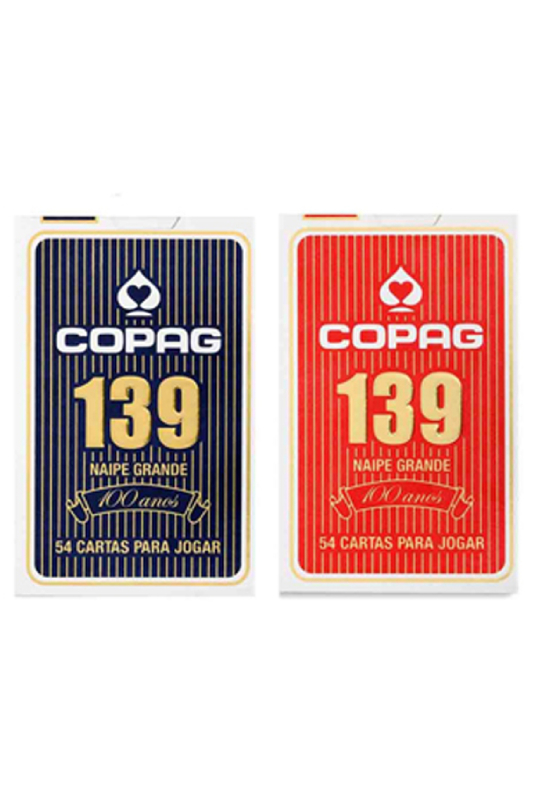 COPAG
139
NAIPE GRANDE
100 anos
54 CARTAS PARA JOGAR
COPAG
139
NAIPE GRANDE
100 anos
54 CARTAS PARA JOGAR